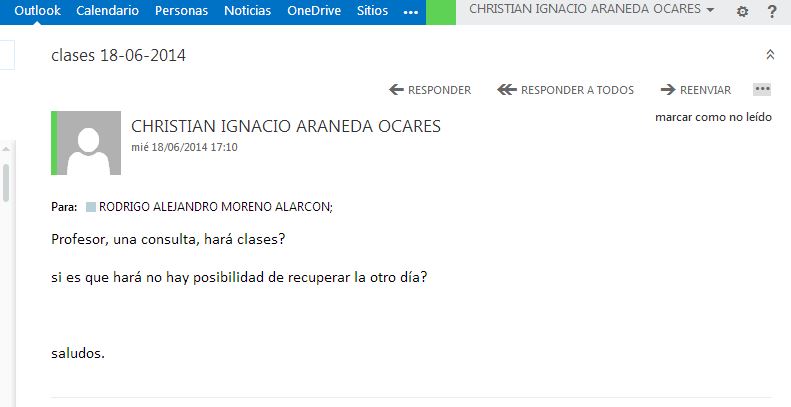 Outlook Calendario Personas Noticias OneDrive Sitios ••• CHRISTIAN IGNACIO ARANEDA OCARES ?
clases 18-06-2014
RESPONDER RESPONDER A TODOS REENVIAR •••
marcar como no leído
CHRISTIAN IGNACIO ARANEDA OCARES
mié 18/06/2014 17:10
Para: RODRIGO ALEJANDRO MORENO ALARCON;
Profesor, una consulta, hará clases?
si es que hará no hay posibilidad de recuperar la otro día?
saludos.